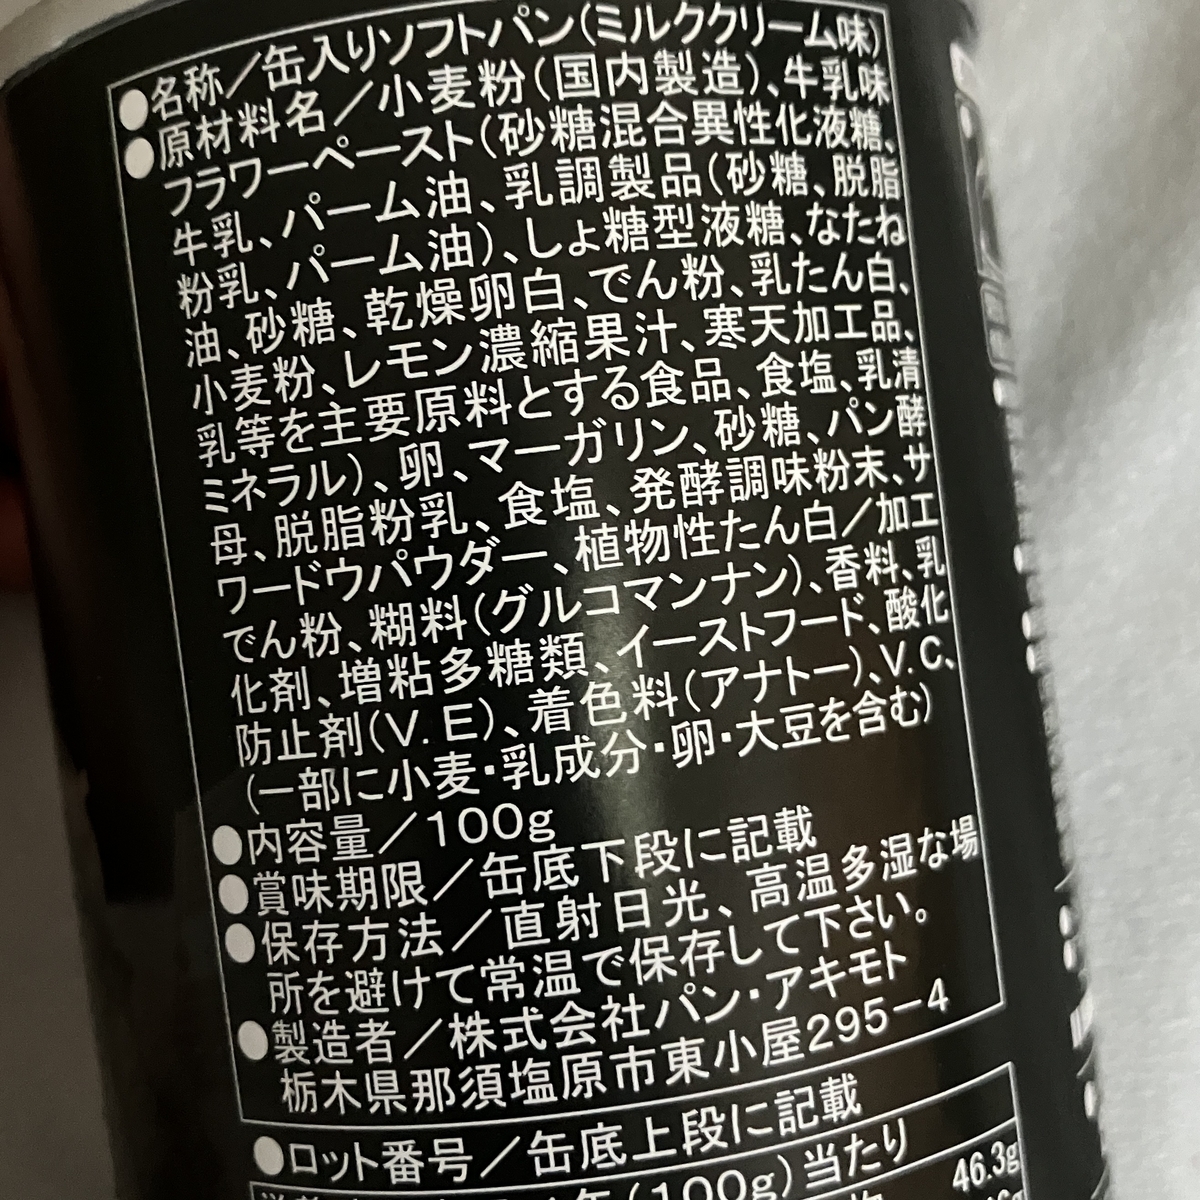 ●名称／缶入りソフトパン(ミルククリーム味)
●原材料名／小麦粉(国内製造)、牛乳味
フラワーペースト(砂糖混合異性化液糖、
牛乳、パーム油、乳調製品(砂糖、脱脂
粉乳、パーム油)、しょ糖型液糖、なたね
油、砂糖、乾燥卵白、でん粉、乳たん白、
小麦粉、レモン濃縮果汁、寒天加工品、
乳等を主要原料とする食品、食塩、乳清
ミネラル)、卵、マーガリン、砂糖、パン酵
母、脱脂粉乳、食塩、発酵調味粉末、サ
ワードウパウダー、植物性たん白／加工
でん粉、糊料(グルコマンナン)、香料、乳
化剤、増粘多糖類、イーストフード、酸化
防止剤(V.E)、着色料(アナトー)、V.C、
(一部に小麦・乳成分・卵・大豆を含む)
●内容量／100g
●賞味期限／缶底下段に記載
●保存方法／直射日光、高温多湿な場
所を避けて常温で保存して下さい。
●製造者／株式会社パン・アキモト
栃木県那須塩原市東小屋295-4
●ロット番号／缶底上段に記載
(100g)当たり
46.3g